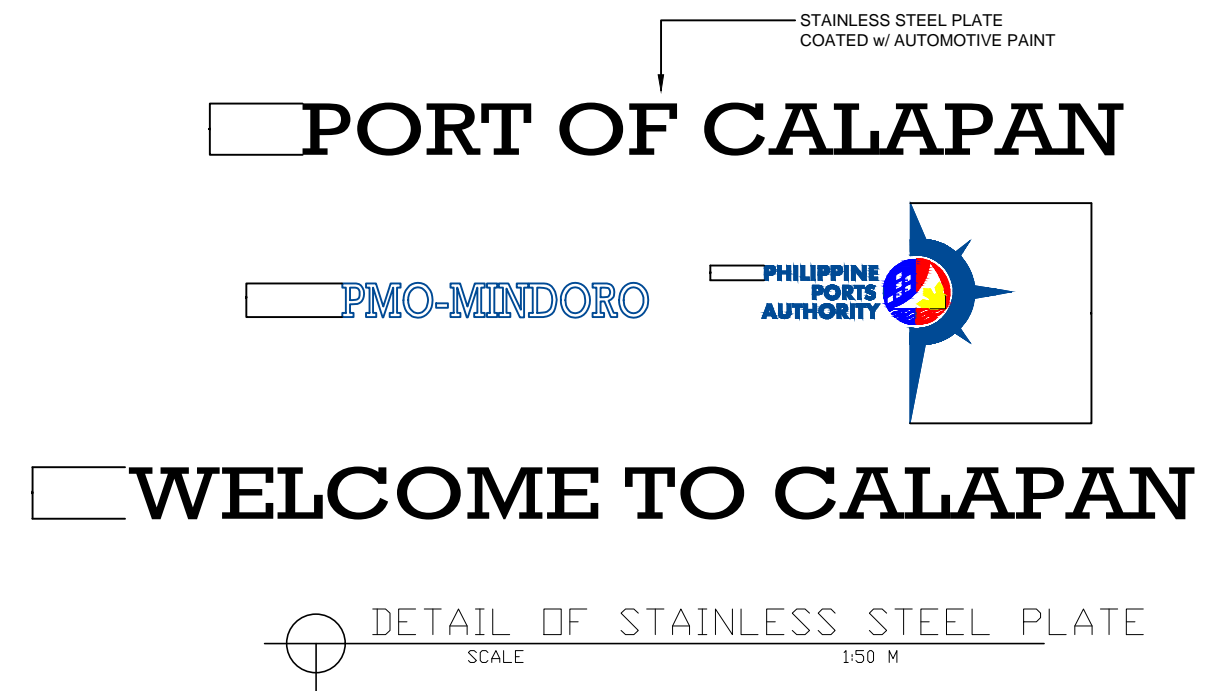 STAINLESS STEEL PLATE
COATED w/ AUTOMOTIVE PAINT
PORT OF CALAPAN
PMO-MINDORO
PHILIPPINE
PORTS
AUTHORITY
WELCOME TO CALAPAN
DETAIL OF STAINLESS STEEL PLATE
SCALE 1:50 M